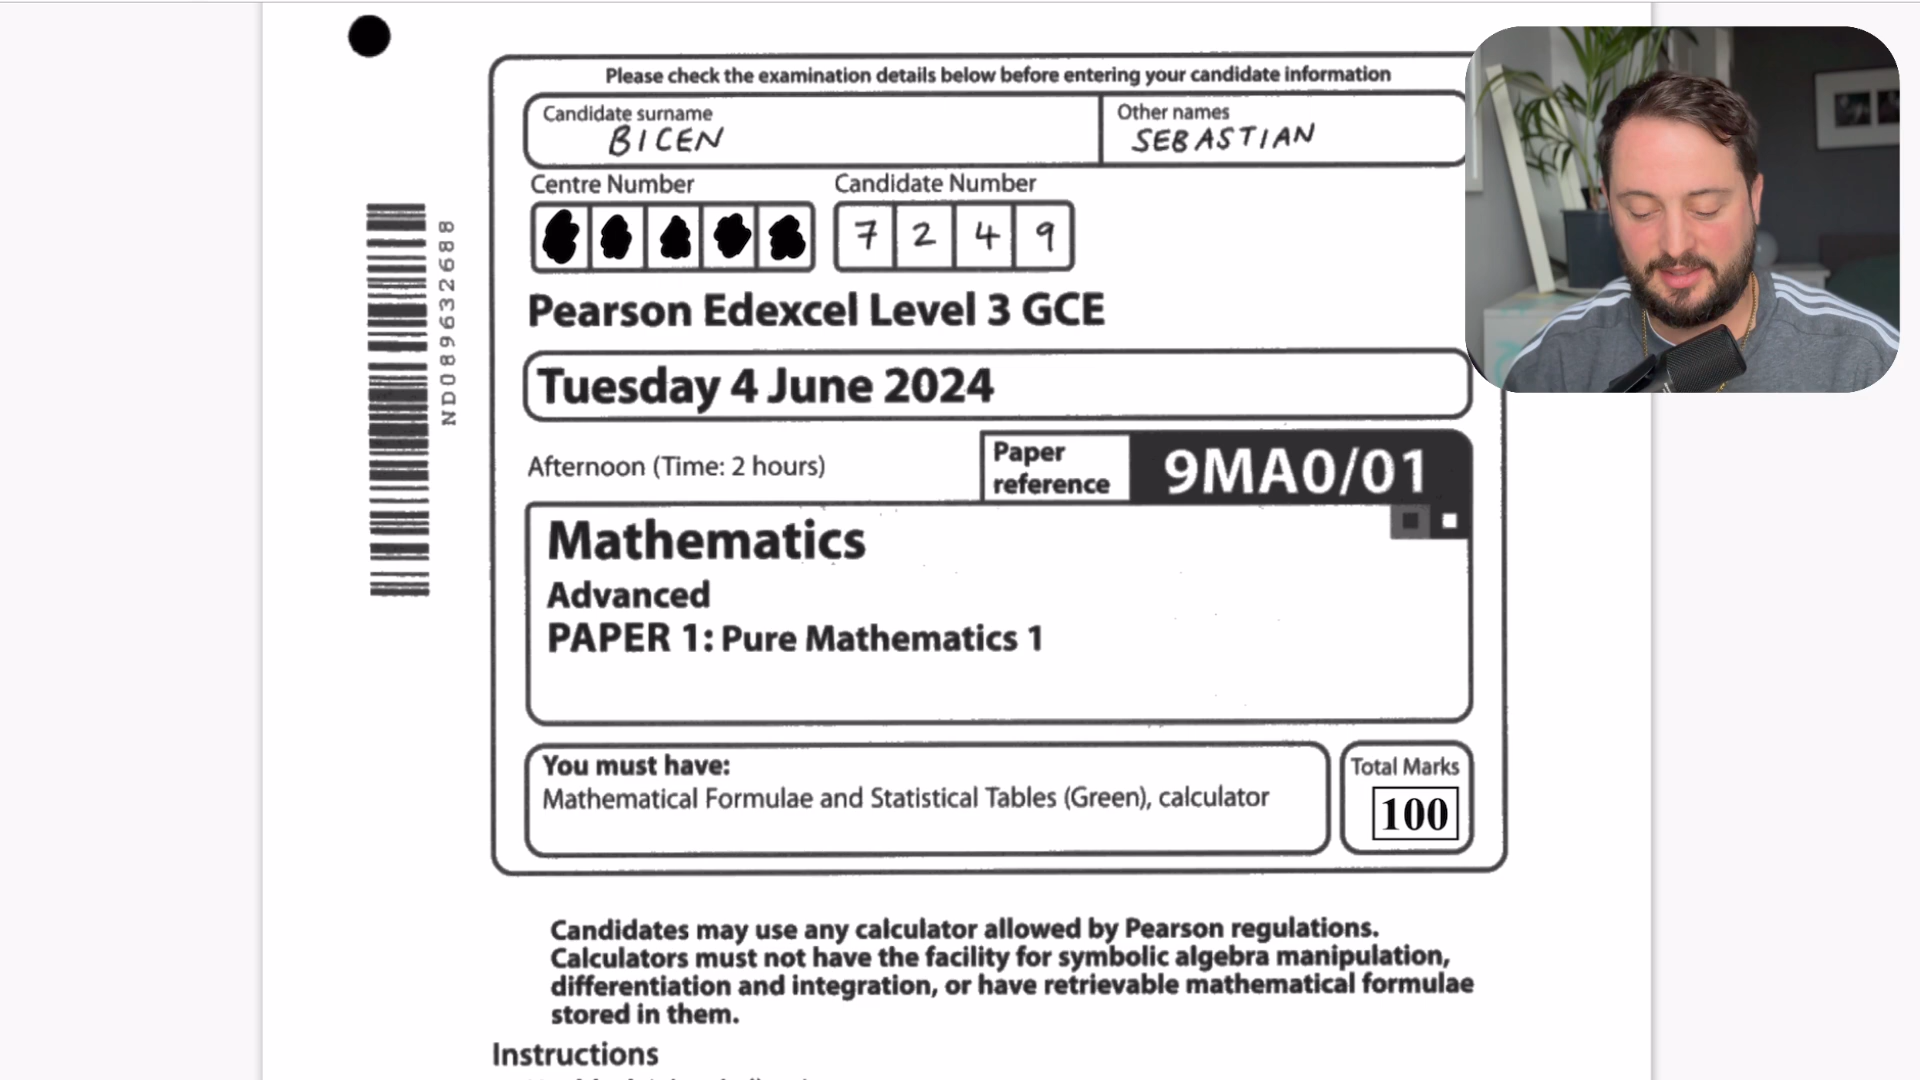 Please check the examination details below before entering your candidate information
Candidate surname
BICEN
Other names
SEBASTIAN
Centre Number
Candidate Number
7 2 4 9
Pearson Edexcel Level 3 GCE
Tuesday 4 June 2024
Afternoon (Time: 2 hours)
Paper
reference
9MA0/01
Mathematics
Advanced
PAPER 1: Pure Mathematics 1
You must have:
Mathematical Formulae and Statistical Tables (Green), calculator
Total Marks
100
Candidates may use any calculator allowed by Pearson regulations.
Calculators must not have the facility for symbolic algebra manipulation,
differentiation and integration, or have retrievable mathematical formulae
stored in them.
Instructions
ND0896332688